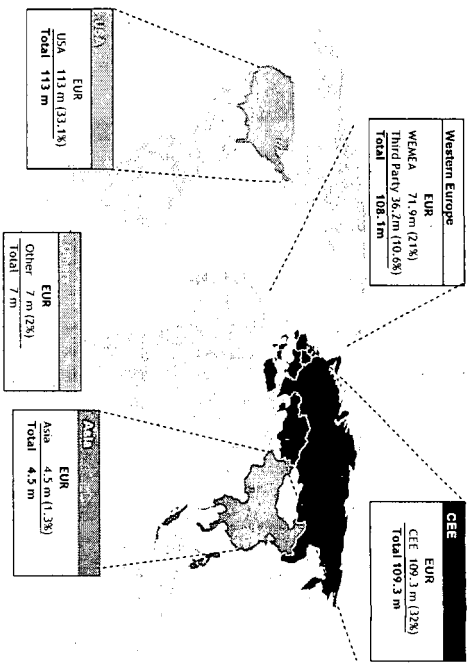 USA
EUR
USA 113 m (33.1%)
Total 113 m
Western Europe
EUR
WEMEA 71.9m (21%)
Third Party 36.2m (10.6%)
Total 108.1m
EUR
Other 7 m (2%)
Total 7 m
Asia
EUR
Asia 4.5 m (1.3%)
Total 4.5 m
CEE
EUR
CEE 109.3 m (32%)
Total 109.3 m